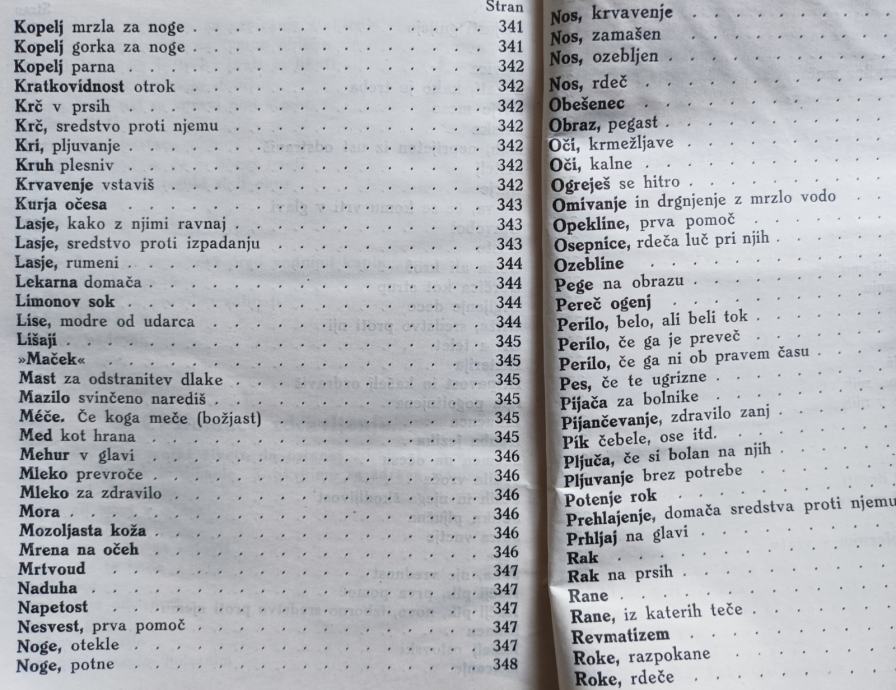 Stran
Kopelj mrzla za noge . . . 341
Kopelj gorka za noge . . . 341
Kopelj parna . . . 342
Kratkovidnost otrok . . . 342
Krč v prsih . . . 342
Krč, sredstvo proti njemu . . . 342
Kri, pljuvanje . . . 342
Kruh plesniv . . . 342
Krvavenje vstaviš . . . 342
Kurja očesa . . . 343
Lasje, kako z njimi ravnaj . . . 343
Lasje, sredstvo proti izpadanju . . . 343
Lasje, rumeni . . . 344
Lekarna domača . . . 344
Limonov sok . . . 344
Lise, modre od udarca . . . 344
Lišaji . . . 345
»Maček« . . . 345
Mast za odstranitev dlake . . . 345
Mazilo svinčeno narediš . . . 345
Méče. Če koga meče (božjast) . . . 345
Med kot hrana . . . 345
Mehur v glavi . . . 346
Mleko prevroče . . . 346
Mleko za zdravilo . . . 346
Mora . . . 346
Mozoljasta koža . . . 346
Mrena na očeh . . . 346
Mrtvoud . . . 347
Naduha . . . 347
Napetost . . . 347
Nesvest, prva pomoč . . . 347
Noge, otekle . . . 347
Noge, potne . . . 348
Nos, krvavenje . . .
Nos, zamašen . . .
Nos, ozebljen . . .
Nos, rdeč . . .
Obešenec . . .
Obraz, pegast . . .
Oči, krmežljave . . .
Oči, kalne . . .
Ogreješ se hitro . . .
Omivanje in drgnjenje z mrzlo vodo
Opekline, prva pomoč . . .
Osepnice, rdeča luč pri njih . . .
Ozebline . . .
Pege na obrazu . . .
Pereč ogenj . . .
Perilo, belo, ali beli tok . . .
Perilo, če ga je preveč . . .
Perilo, če ga ni ob pravem času . . .
Pes, če te ugrizne . . .
Pijača za bolnike . . .
Pijančevanje, zdravilo zanj . . .
Pik čebele, ose itd. . . .
Pljuča, če si bolan na njih . . .
Pljuvanje brez potrebe . . .
Potenje rok . . .
Prehlajenje, domača sredstva proti njemu
Prhljaj na glavi . . .
Rak . . .
Rak na prsih . . .
Rane . . .
Rane, iz katerih teče . . .
Revmatizem . . .
Roke, razpokane . . .
Roke, rdeče . . .